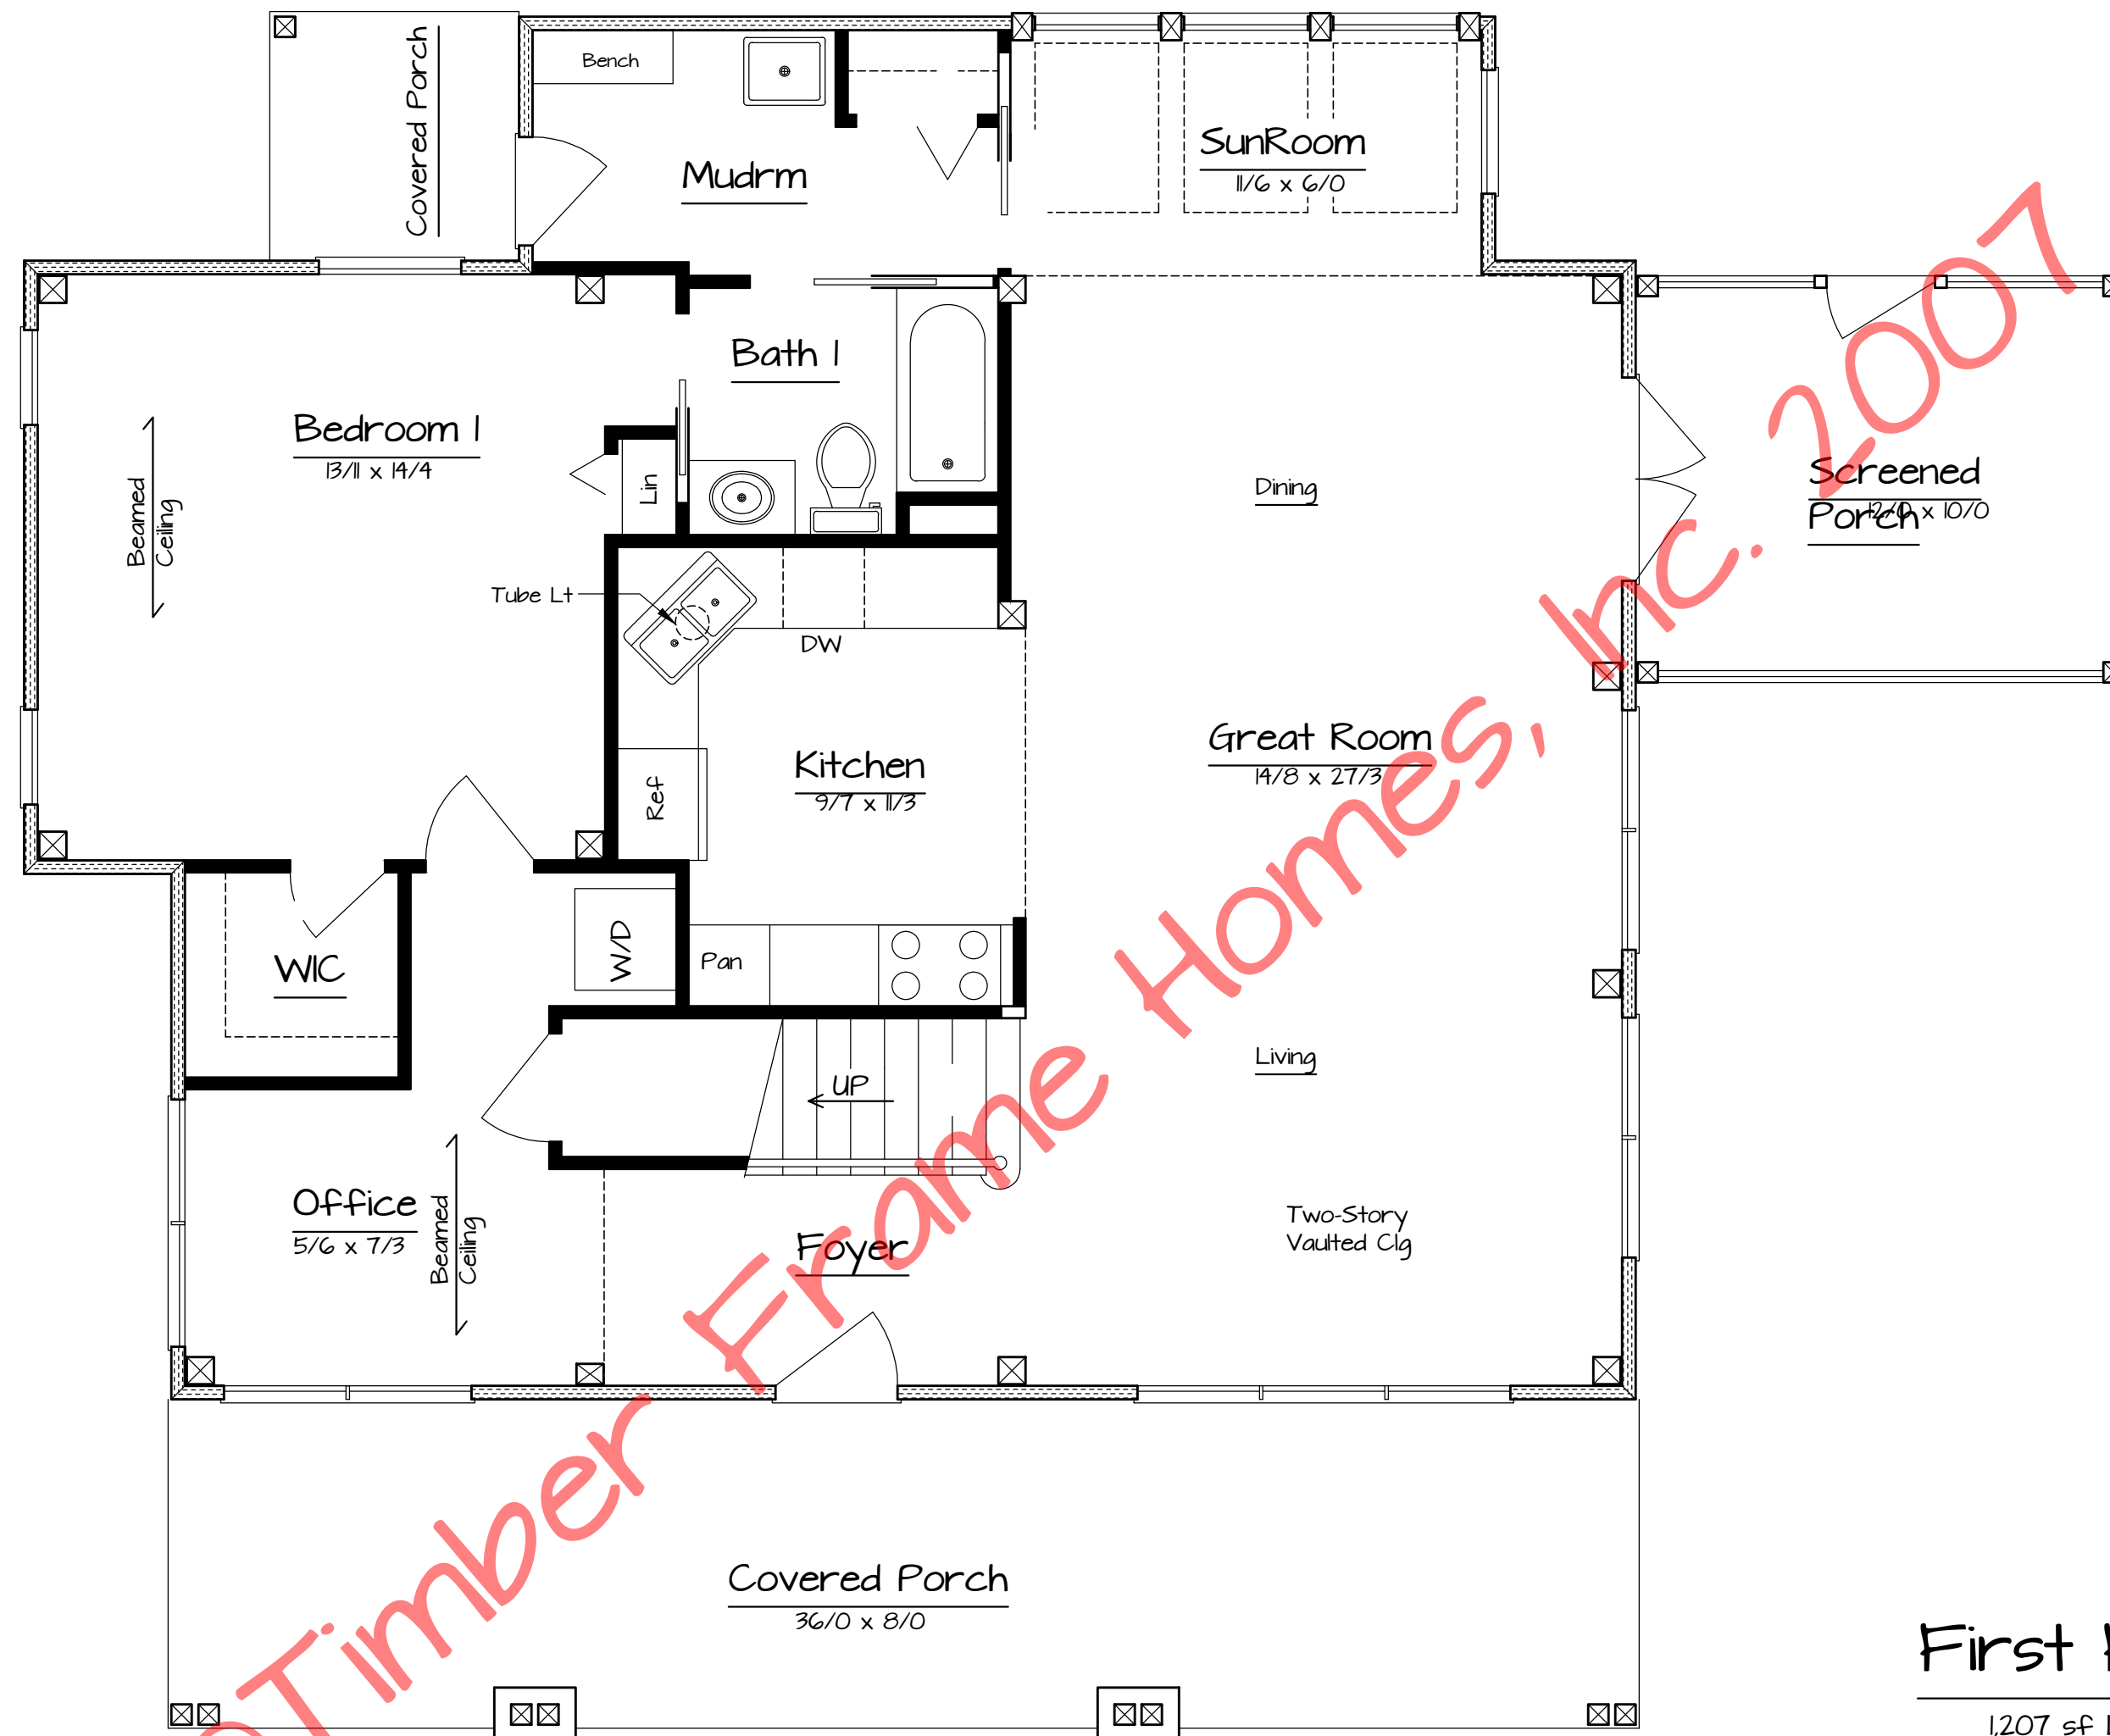 Covered Porch
Bench
Mudrm
SunRoom
11/6 x 6/0
Bath 1
Bedroom 1
13/11 x 14/4
Beamed
Ceiling
Lin
Dining
Screened
Porch
12/0 x 10/0
Tube Lt
DW
Great Room
14/8 x 27/3
Kitchen
9/7 x 11/3
Ref
WIC
W/D
Pan
Living
UP
Office
5/6 x 7/3
Beamed
Ceiling
Foyer
Two-Story
Vaulted Clg
Covered Porch
36/0 x 8/0
First
1,207 sf
Timber Frame Homes, Inc. 2007